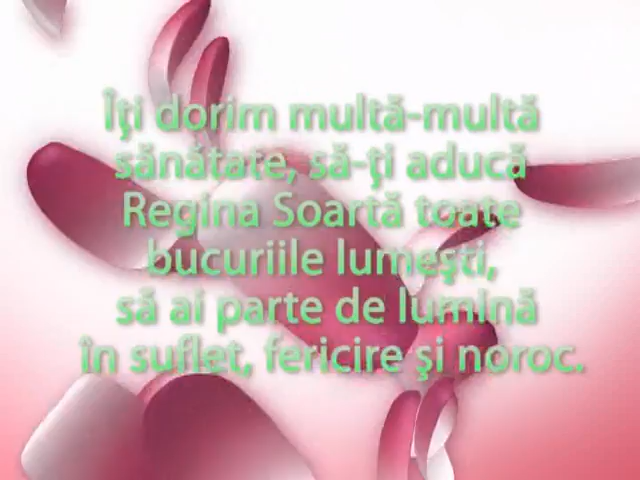 Îţi dorim multă-multă
sănătate, să-ţi aducă
Regina Soartă toate
bucuriile lumeşti,
să ai parte de lumină
în suflet, fericire şi noroc.